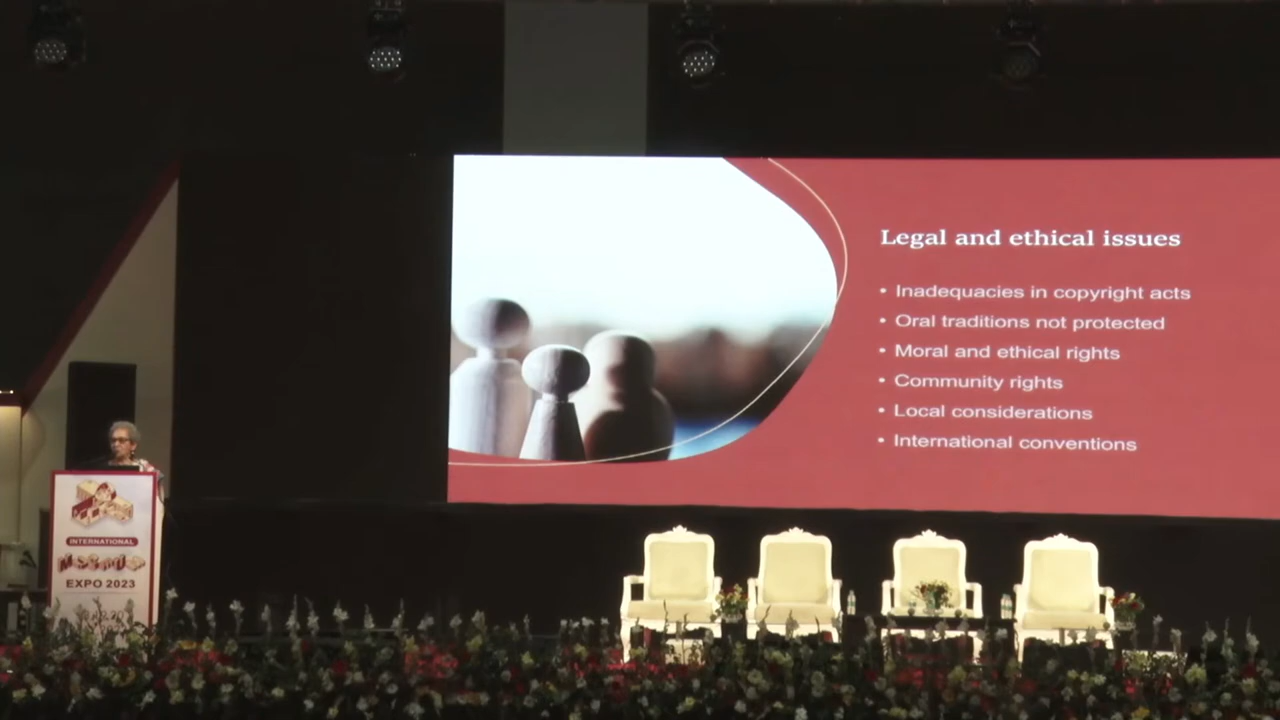 Legal and ethical issues
• Inadequacies in copyright acts
• Oral traditions not protected
• Moral and ethical rights
• Community rights
• Local considerations
• International conventions
INTERNATIONAL
EXPO 2023